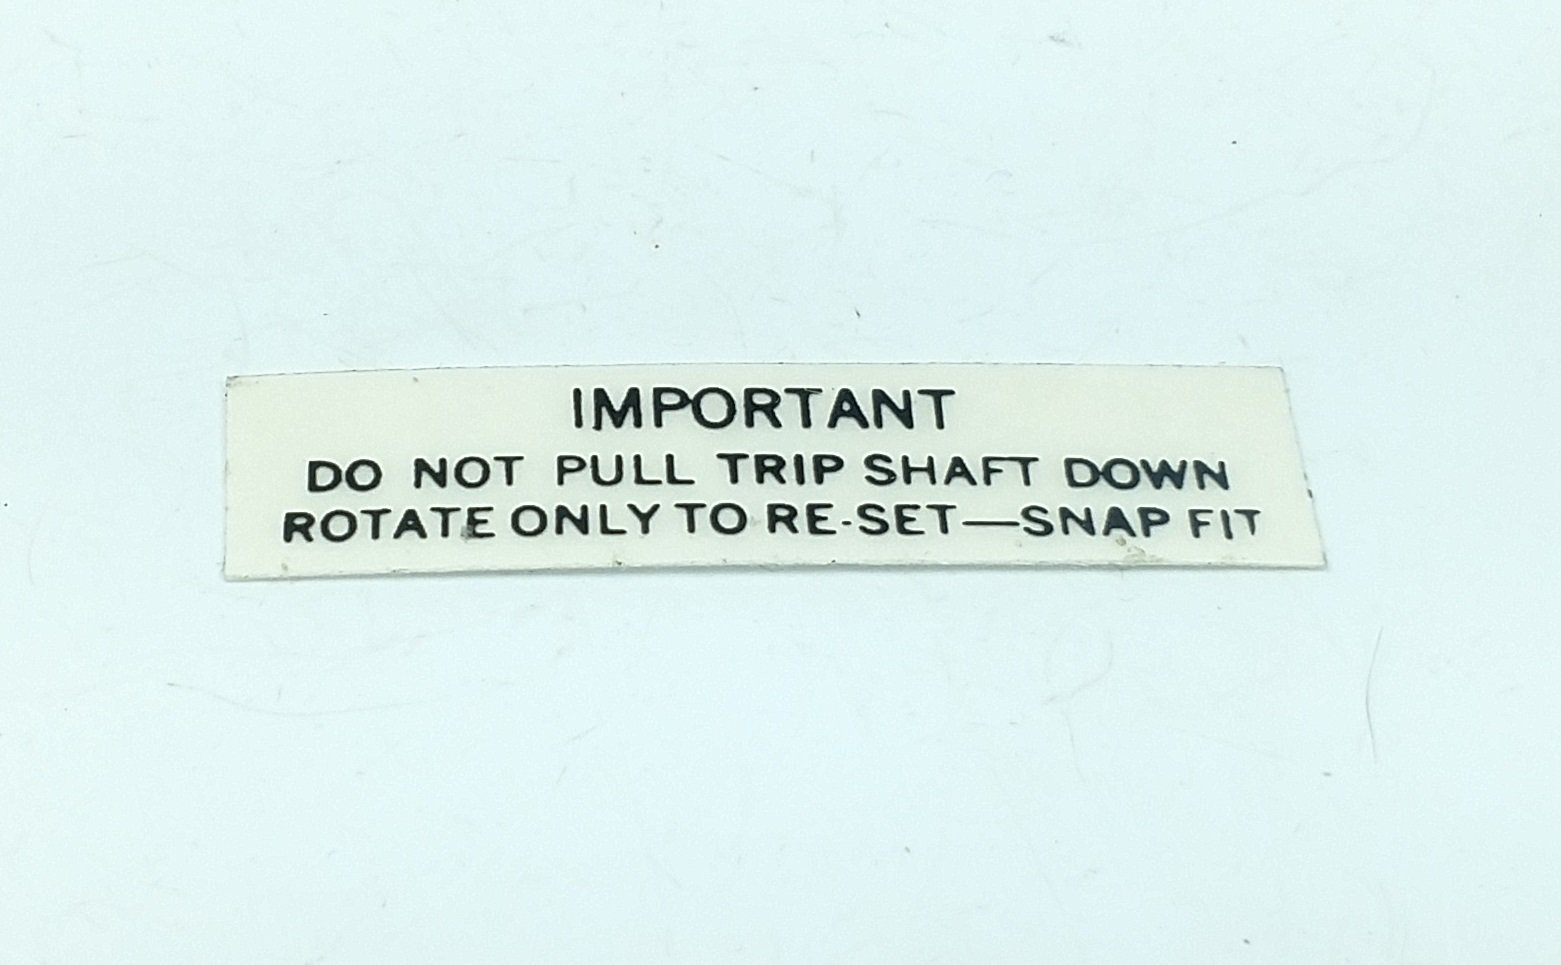 IMPORTANT
DO NOT PULL TRIP SHAFT DOWN
ROTATE ONLY TO RE-SET—SNAP FIT